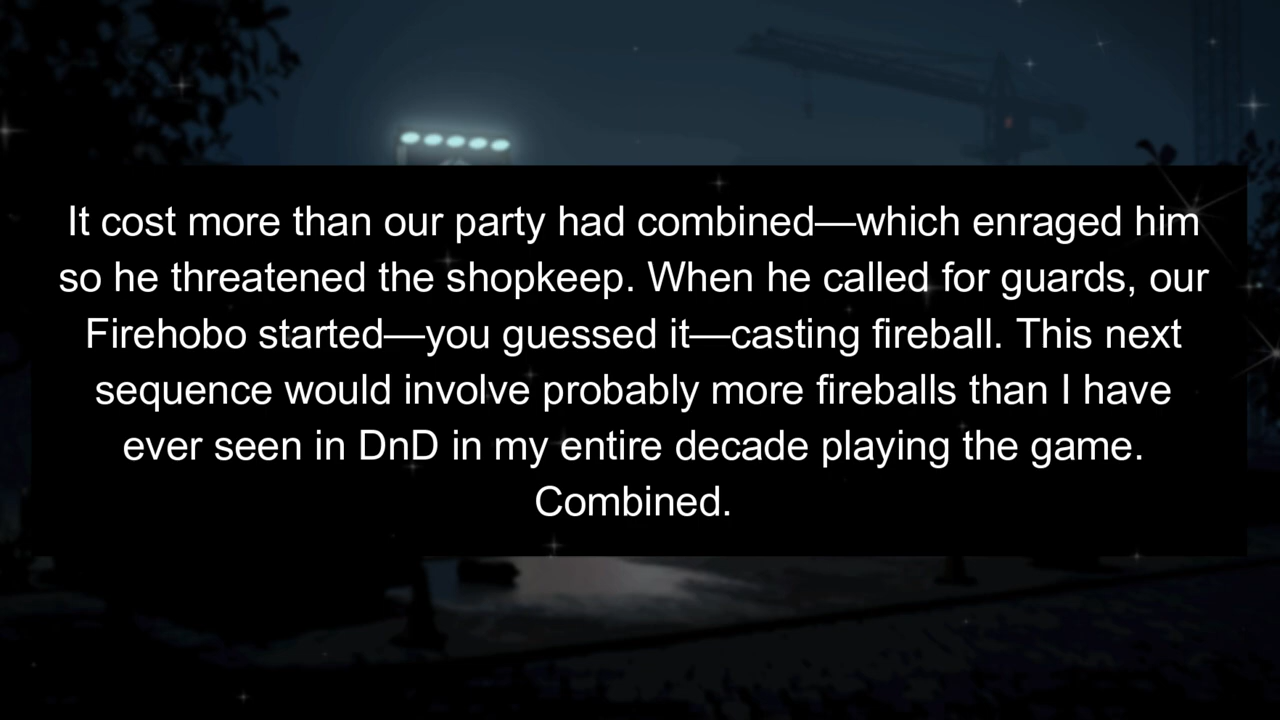 It cost more than our party had combined—which enraged him
so he threatened the shopkeep. When he called for guards, our
Firehobo started—you guessed it—casting fireball. This next
sequence would involve probably more fireballs than I have
ever seen in DnD in my entire decade playing the game.
Combined.